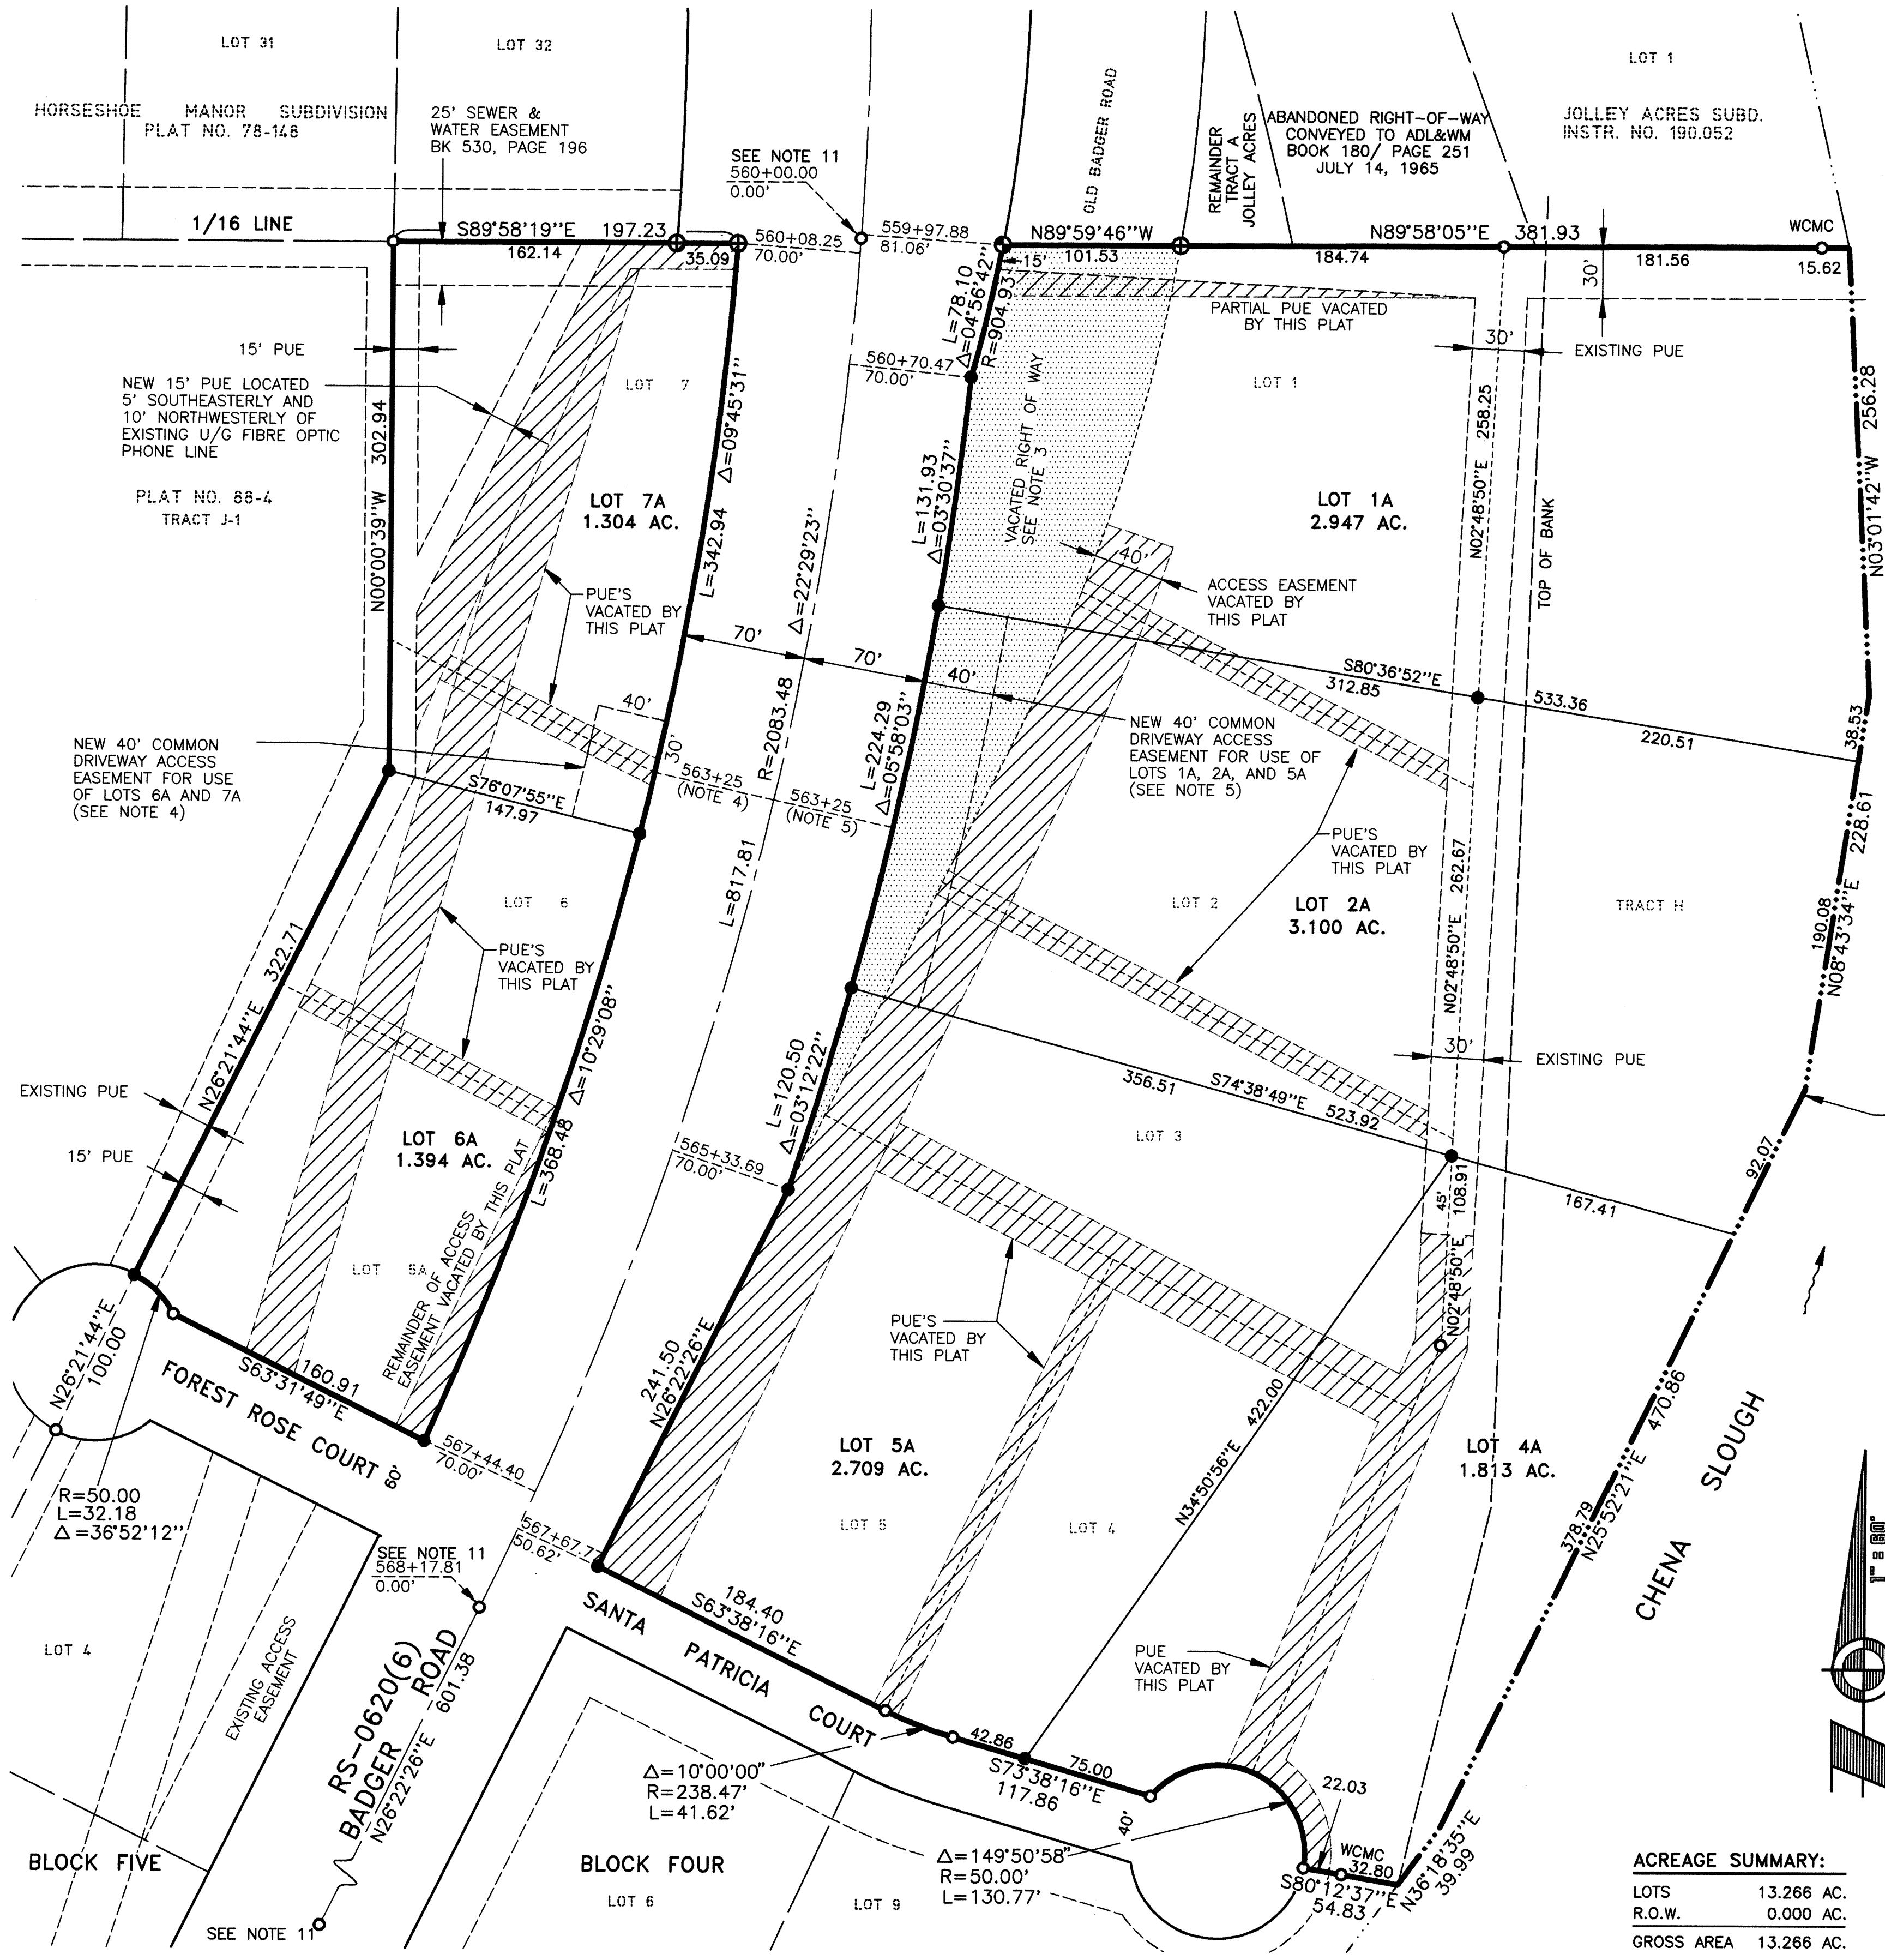 LOT 31
LOT 32
LOT 1
HORSESHOE MANOR SUBDIVISION
PLAT NO. 78-148
25' SEWER &
WATER EASEMENT
BK 530, PAGE 196
SEE NOTE 11
560+00.00
0.00'
OLD BADGER ROAD
REMAINDER
TRACT A
JOLLEY ACRES
ABANDONED RIGHT-OF-WAY
CONVEYED TO ADL&WM
BOOK 180/ PAGE 251
JULY 14, 1965
JOLLEY ACRES SUBD.
INSTR. NO. 190.052
1/16 LINE
S89°58'19"E 197.23
162.14
35.09
560+08.25
70.00'
559+97.88
81.06'
N89°59'46"W
101.53
15'
N89°58'05"E 381.93
184.74
181.56
WCMC
15.62
30'
L=78.10
Δ=04°56'42"
R=904.93
PARTIAL PUE VACATED
BY THIS PLAT
30'
EXISTING PUE
15' PUE
560+70.47
70.00'
NEW 15' PUE LOCATED
5' SOUTHEASTERLY AND
10' NORTHWESTERLY OF
EXISTING U/G FIBRE OPTIC
PHONE LINE
PLAT NO. 88-4
TRACT J-1
N00°00'39"W 302.94
LOT 7
LOT 7A
1.304 AC.
L=342.94 Δ=09°45'31"
Δ=22°29'23"
L=131.93
Δ=03°30'37"
VACATED RIGHT OF WAY
SEE NOTE 3
LOT 1
LOT 1A
2.947 AC.
N02°48'50"E 258.25
TOP OF BANK
N03°01'42"W 256.28
40'
ACCESS EASEMENT
VACATED BY
THIS PLAT
PUE'S
VACATED BY
THIS PLAT
70'
70'
40'
S80°36'52"E
312.85
533.36
220.51
38.53
NEW 40' COMMON
DRIVEWAY ACCESS
EASEMENT FOR USE
OF LOTS 6A AND 7A
(SEE NOTE 4)
40'
30'
R=2083.48
L=224.29
Δ=05°58'03"
NEW 40' COMMON
DRIVEWAY ACCESS
EASEMENT FOR USE OF
LOTS 1A, 2A, AND 5A
(SEE NOTE 5)
S76°07'55"E
147.97
563+25
(NOTE 4)
563+25
(NOTE 5)
228.61
PUE'S
VACATED BY
THIS PLAT
L=817.81
N02°48'50"E 262.67
LOT 6
LOT 2
LOT 2A
3.100 AC.
TRACT H
190.08
N08°43'34"E
322.71
N26°21'44"E
PUE'S
VACATED BY
THIS PLAT
30'
EXISTING PUE
EXISTING PUE
15' PUE
LOT 6A
1.394 AC.
Δ=10°29'08"
L=368.48
L=120.50
Δ=03°12'22"
565+33.69
70.00'
356.51
S74°38'49"E 523.92
LOT 3
92.07
45'
108.91
167.41
N02°48'50"E
LOT 5A
REMAINDER OF ACCESS
EASEMENT VACATED BY THIS PLAT
PUE'S
VACATED BY
THIS PLAT
N26°21'44"E
100.00
FOREST ROSE COURT
60'
160.91
S63°31'49"E
241.50
N26°22'26"E
422.00
N34°50'56"E
567+44.40
70.00'
LOT 5A
2.709 AC.
LOT 4A
1.813 AC.
470.86
378.79
N25°52'21"E
CHENA SLOUGH
R=50.00
L=32.18
Δ=36°52'12"
LOT 5
LOT 4
1" = 60'
SEE NOTE 11
568+17.81
0.00'
567+67.77
50.62'
SANTA PATRICIA COURT
184.40
S63°38'16"E
LOT 4
EXISTING ACCESS
EASEMENT
RS-0620(6)
BADGER ROAD
N26°22'26"E 601.38
PUE
VACATED BY
THIS PLAT
42.86
75.00
S73°38'16"E
117.86
40'
Δ=10°00'00"
R=238.47'
L=41.62'
22.03
WCMC
32.80
S80°12'37"E
54.83
N36°18'35"E
39.99
Δ=149°50'58"
R=50.00'
L=130.77'
BLOCK FIVE
BLOCK FOUR
LOT 6
LOT 9
SEE NOTE 11
ACREAGE SUMMARY:
LOTS 13.266 AC.
R.O.W. 0.000 AC.
GROSS AREA 13.266 AC.